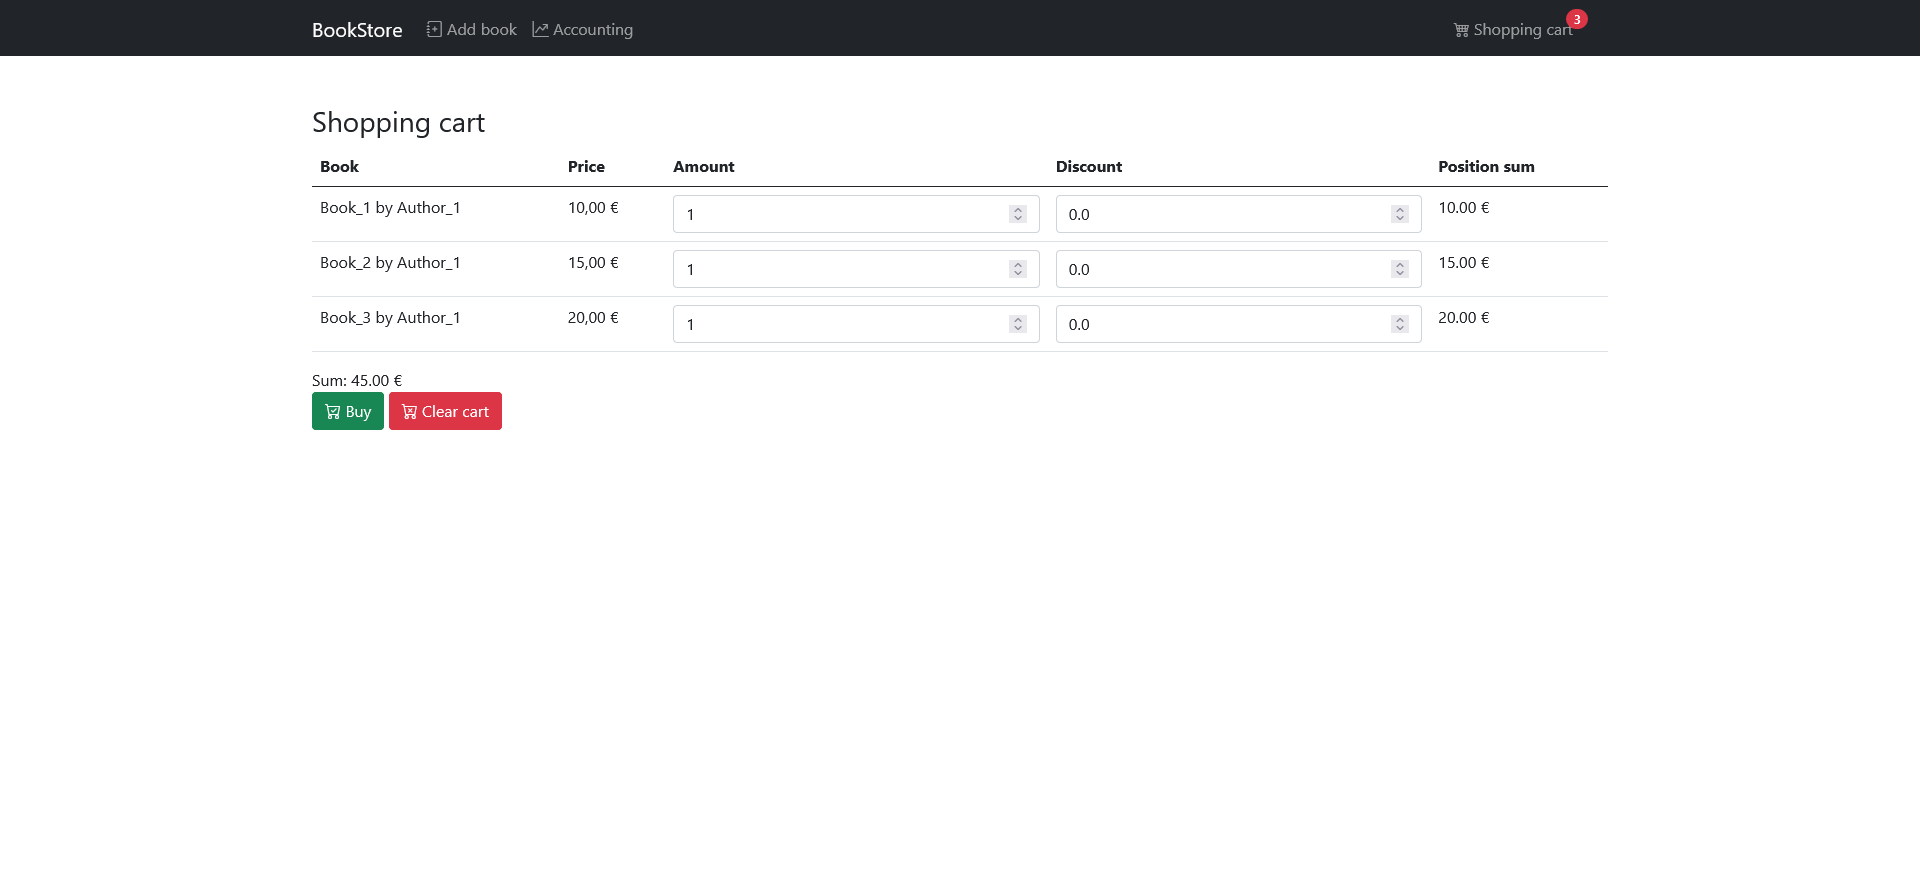 BookStore Add book Accounting Shopping cart 3
Shopping cart
Book Price Amount Discount Position sum
Book_1 by Author_1 10,00 € 1 0.0 10.00 €
Book_2 by Author_1 15,00 € 1 0.0 15.00 €
Book_3 by Author_1 20,00 € 1 0.0 20.00 €
Sum: 45.00 €
Buy Clear cart